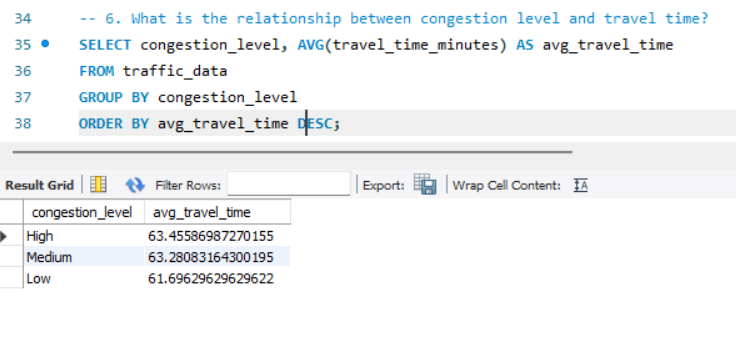 34 -- 6. What is the relationship between congestion level and travel time?
35 SELECT congestion_level, AVG(travel_time_minutes) AS avg_travel_time
36 FROM traffic_data
37 GROUP BY congestion_level
38 ORDER BY avg_travel_time DESC;
Result Grid Filter Rows: Export: Wrap Cell Content: IA
congestion_level avg_travel_time
High 63.45586987270155
Medium 63.28083164300195
Low 61.69629629629622